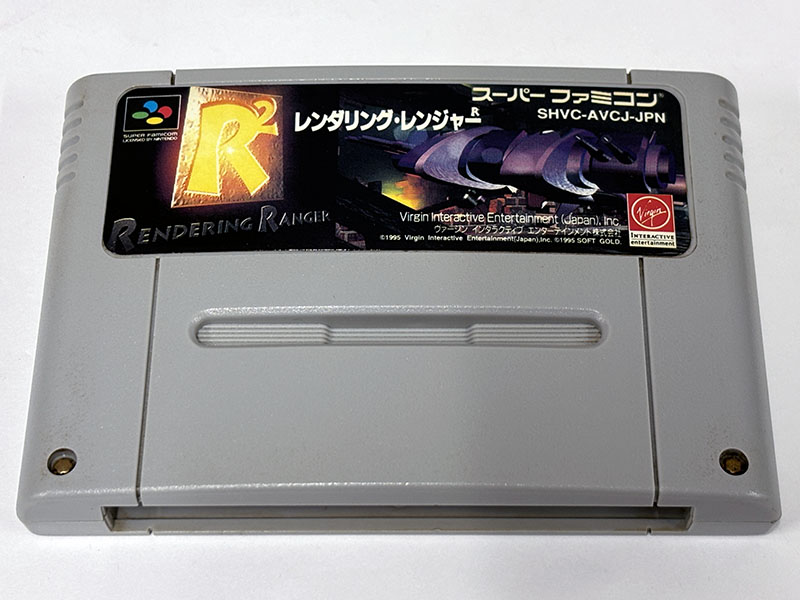 スーパーファミコン®
SHVC-AVCJ-JPN
R2
レンダリング・レンジャーR
SUPER FAMICOM
LICENSED BY NINTENDO
RENDERING RANGER
Virgin Interactive Entertainment (Japan), Inc.
ヴァージン インタラクティブ エンターテインメント株式会社
©1995 Virgin Interactive Entertainment(Japan),Inc. ©1995 SOFT GOLD.
Virgin
INTERACTIVE
entertainment